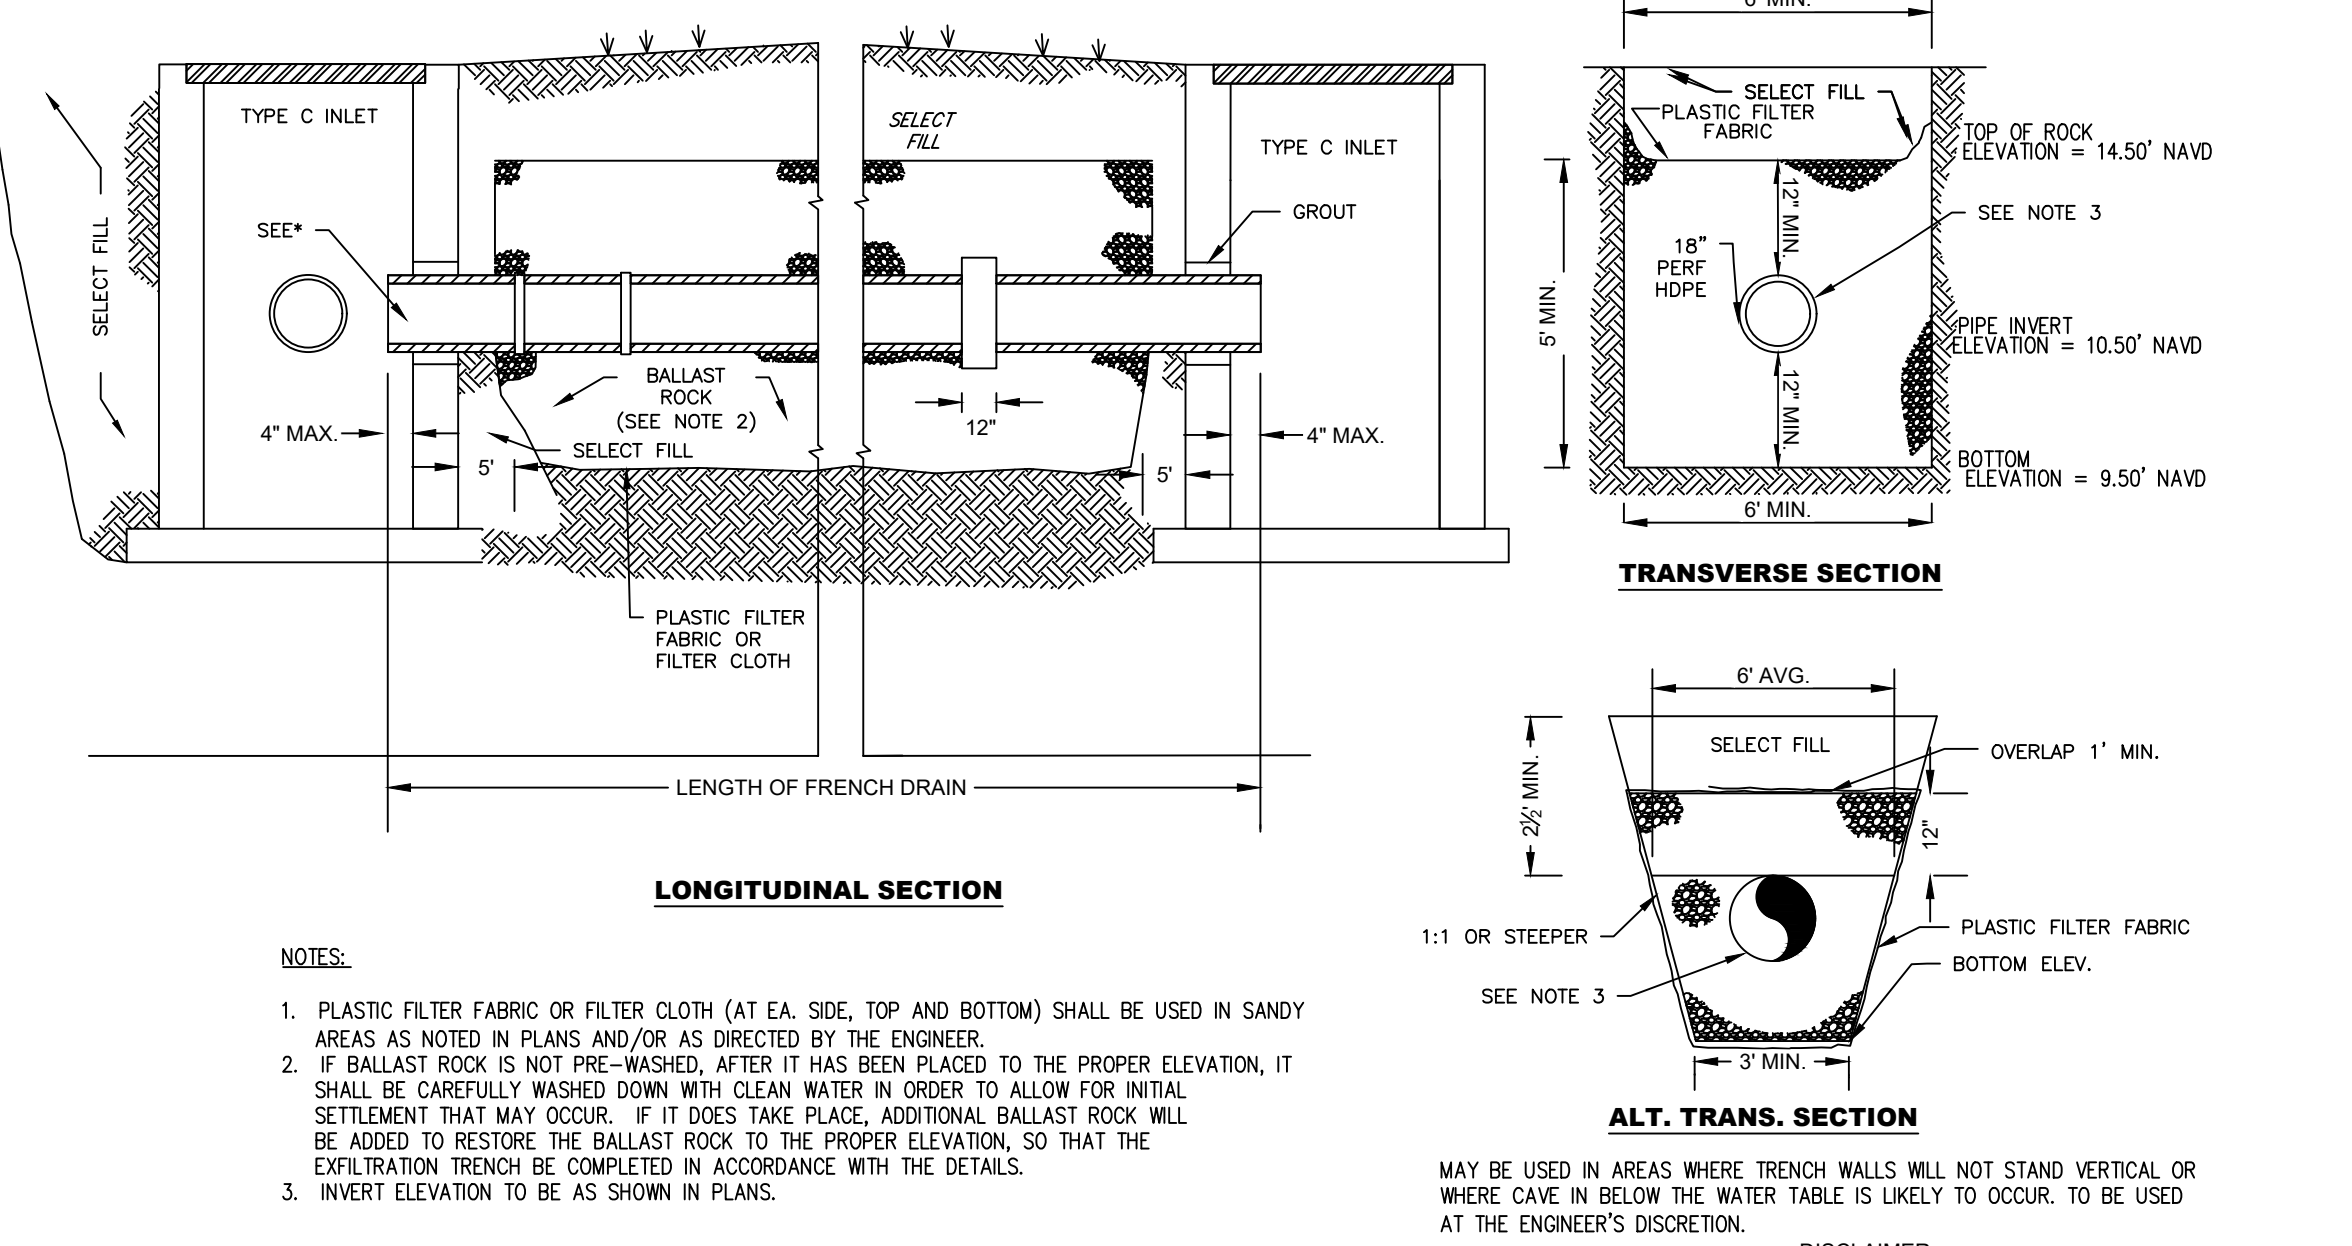 TYPE C INLET
SELECT
FILL
TYPE C INLET
SELECT FILL
SEE*
GROUT
BALLAST
ROCK
(SEE NOTE 2)
SELECT FILL
4" MAX.
5'
12"
4" MAX.
5'
PLASTIC FILTER
FABRIC OR
FILTER CLOTH
LENGTH OF FRENCH DRAIN
LONGITUDINAL SECTION
6' MIN.
SELECT FILL
PLASTIC FILTER
FABRIC
TOP OF ROCK
ELEVATION = 14.50' NAVD
12" MIN.
SEE NOTE 3
18"
PERF
HDPE
5' MIN.
PIPE INVERT
ELEVATION = 10.50' NAVD
12" MIN.
BOTTOM
ELEVATION = 9.50' NAVD
6' MIN.
TRANSVERSE SECTION
6' AVG.
SELECT FILL
OVERLAP 1' MIN.
2½' MIN.
12"
1:1 OR STEEPER
PLASTIC FILTER FABRIC
BOTTOM ELEV.
SEE NOTE 3
3' MIN.
ALT. TRANS. SECTION
MAY BE USED IN AREAS WHERE TRENCH WALLS WILL NOT STAND VERTICAL OR
WHERE CAVE IN BELOW THE WATER TABLE IS LIKELY TO OCCUR. TO BE USED
AT THE ENGINEER'S DISCRETION.
NOTES:
1. PLASTIC FILTER FABRIC OR FILTER CLOTH (AT EA. SIDE, TOP AND BOTTOM) SHALL BE USED IN SANDY
AREAS AS NOTED IN PLANS AND/OR AS DIRECTED BY THE ENGINEER.
2. IF BALLAST ROCK IS NOT PRE-WASHED, AFTER IT HAS BEEN PLACED TO THE PROPER ELEVATION, IT
SHALL BE CAREFULLY WASHED DOWN WITH CLEAN WATER IN ORDER TO ALLOW FOR INITIAL
SETTLEMENT THAT MAY OCCUR. IF IT DOES TAKE PLACE, ADDITIONAL BALLAST ROCK WILL
BE ADDED TO RESTORE THE BALLAST ROCK TO THE PROPER ELEVATION, SO THAT THE
EXFILTRATION TRENCH BE COMPLETED IN ACCORDANCE WITH THE DETAILS.
3. INVERT ELEVATION TO BE AS SHOWN IN PLANS.
DISCLAIMER